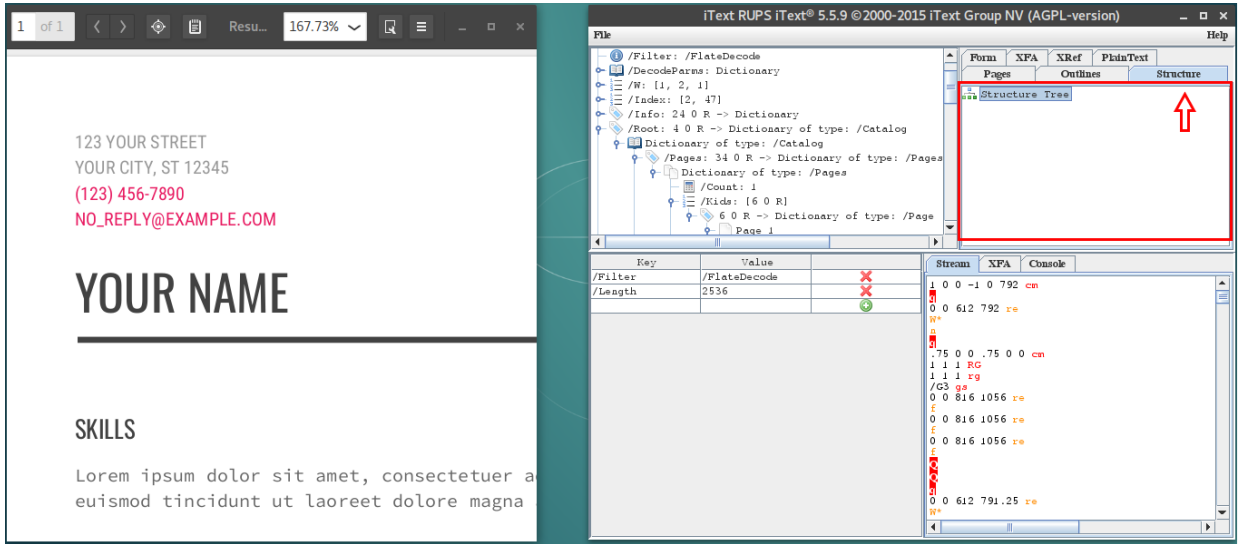 1 of 1
Resu...
167.73%
123 YOUR STREET
YOUR CITY, ST 12345
(123) 456-7890
NO_REPLY@EXAMPLE.COM
YOUR NAME
SKILLS
Lorem ipsum dolor sit amet, consectetuer a
euismod tincidunt ut laoreet dolore magna
iText RUPS iText® 5.5.9 ©2000-2015 iText Group NV (AGPL-version)
File Help
/Filter: /FlateDecode
/DecodeParms: Dictionary
/W: [1, 2, 1]
/Index: [2, 47]
/Info: 24 0 R -> Dictionary
/Root: 4 0 R -> Dictionary of type: /Catalog
Dictionary of type: /Catalog
/Pages: 34 0 R -> Dictionary of type: /Pages
Dictionary of type: /Pages
/Count: 1
/Kids: [6 0 R]
6 0 R -> Dictionary of type: /Page
Page 1
Form XFA XRef PlainText
Pages Outlines Structure
Structure Tree
Key Value
/Filter /FlateDecode
/Length 2536
Stream XFA Console
1 0 0 -1 0 792 cm
q
0 0 612 792 re
W*
n
q
.75 0 0 .75 0 0 cm
1 1 1 RG
1 1 1 rg
/G3 gs
0 0 816 1056 re
f
0 0 816 1056 re
f
0 0 816 1056 re
f
Q
Q
q
0 0 612 791.25 re
W*